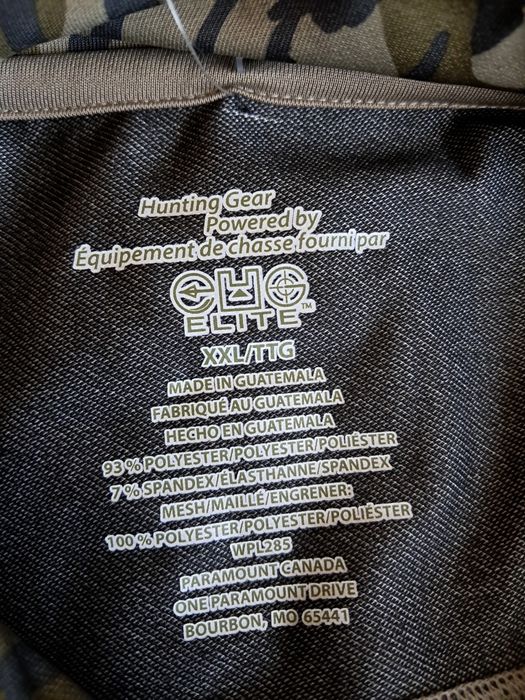 Hunting Gear
Powered by
Équipement de chasse fourni par
CHG
ELITE™
XXL/TTG
MADE IN GUATEMALA
FABRIQUÉ AU GUATEMALA
HECHO EN GUATEMALA
93 % POLYESTER/POLYESTER/POLIÉSTER
7 % SPANDEX/ÉLASTHANNE/SPANDEX
MESH/MAILLÉ/ENGRENER:
100 % POLYESTER/POLYESTER/POLIÉSTER
WPL285
PARAMOUNT CANADA
ONE PARAMOUNT DRIVE
BOURBON, MO 65441